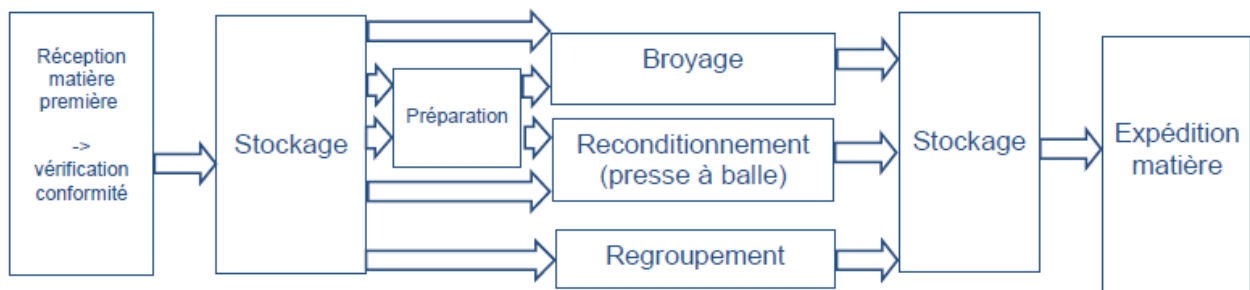 Réception
matière
première
->
vérification
conformité
Stockage
Préparation
Broyage
Reconditionnement
(presse à balle)
Regroupement
Stockage
Expédition
matière